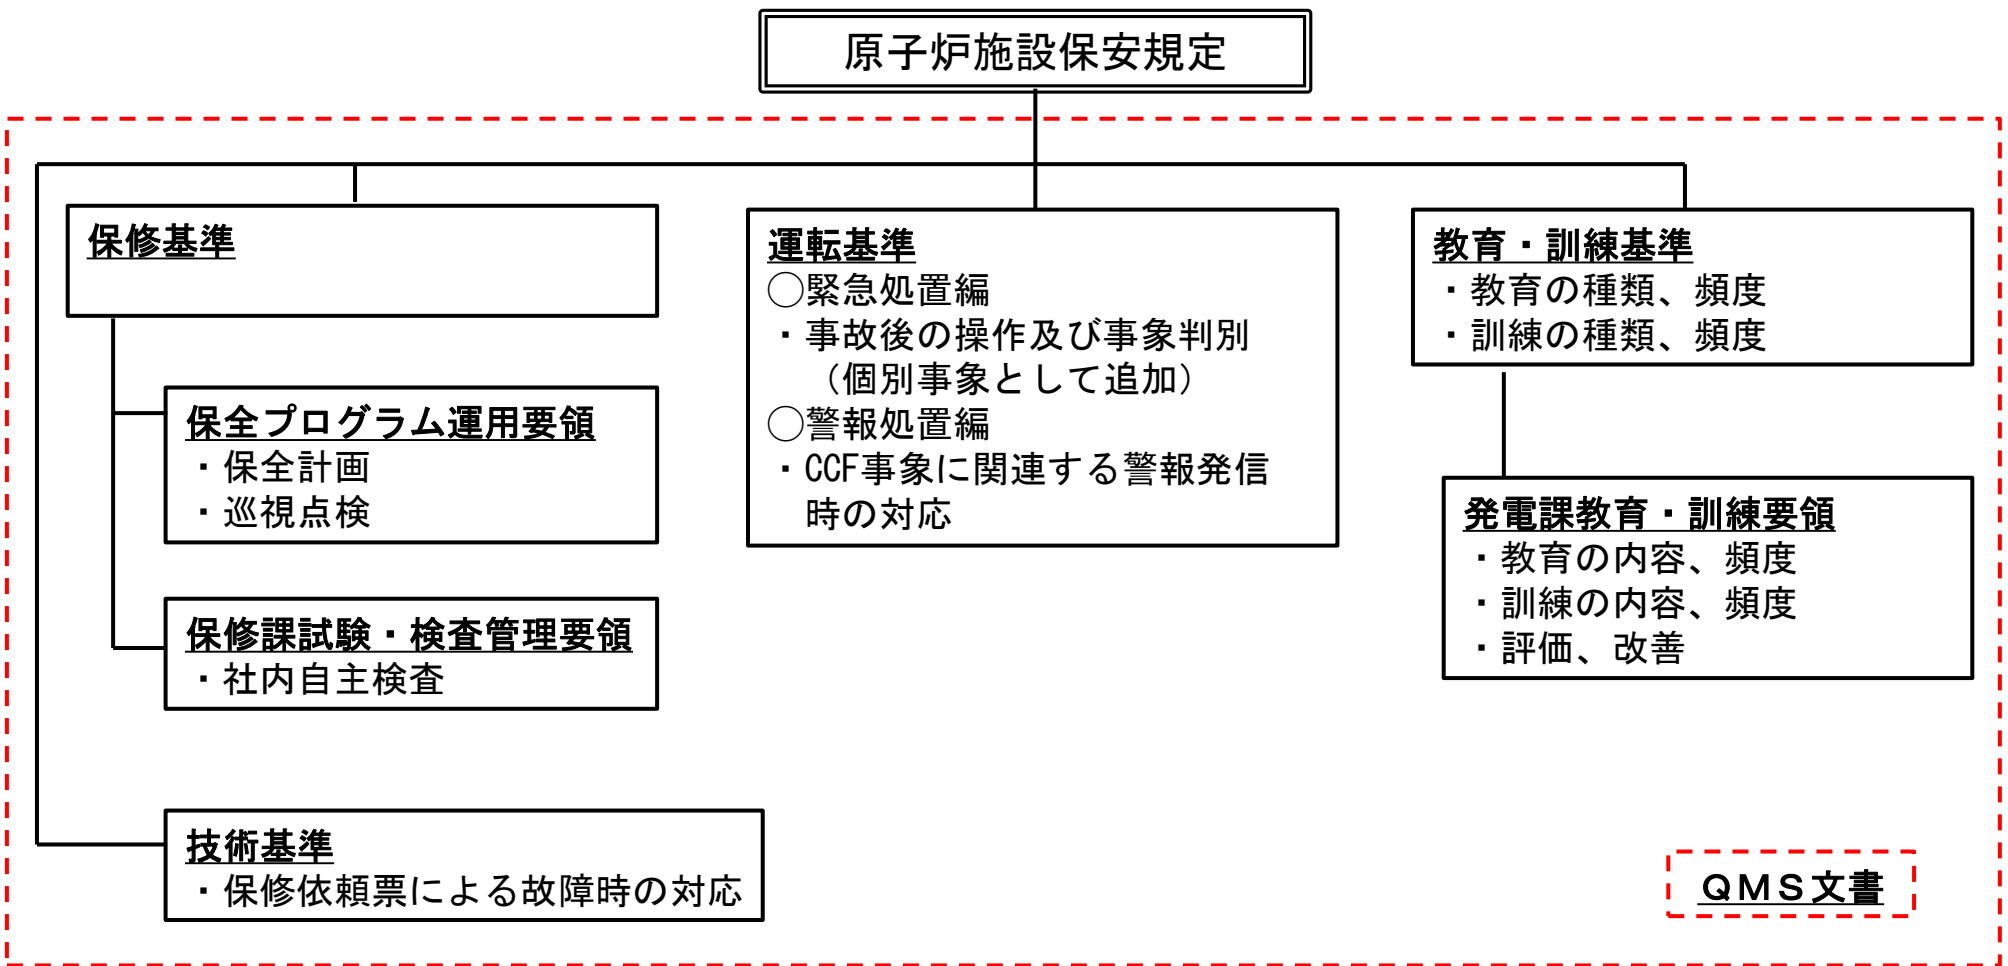 原子炉施設保安規定
保修基準
保全プログラム運用要領
・保全計画
・巡視点検
保修課試験・検査管理要領
・社内自主検査
技術基準
・保修依頼票による故障時の対応
運転基準
◯緊急処置編
・事故後の操作及び事象判別
（個別事象として追加）
◯警報処置編
・CCF事象に関連する警報発信
時の対応
教育・訓練基準
・教育の種類、頻度
・訓練の種類、頻度
発電課教育・訓練要領
・教育の内容、頻度
・訓練の内容、頻度
・評価、改善
ＱＭＳ文書